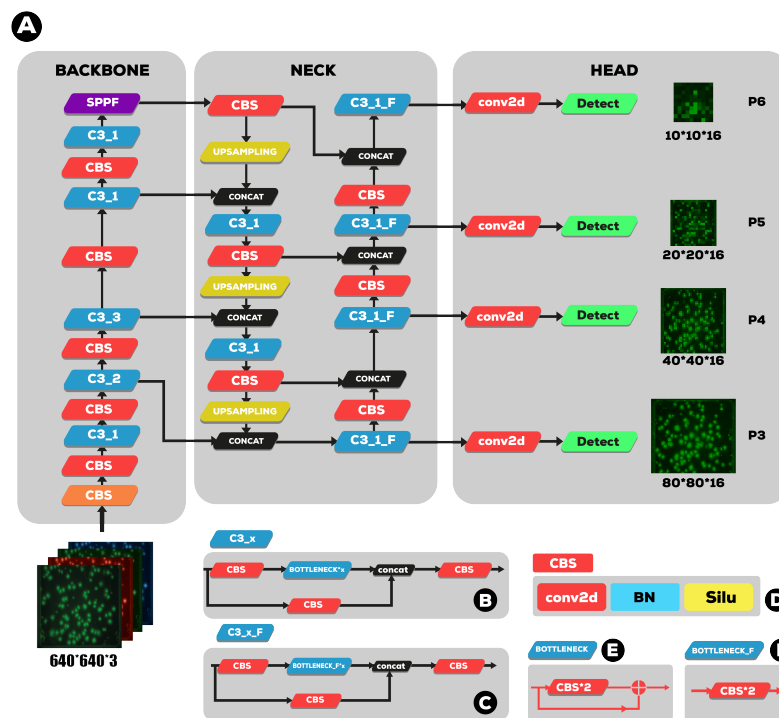 A
BACKBONE
NECK
HEAD
SPPF
C3_1
CBS
C3_1
CBS
C3_3
CBS
C3_2
CBS
C3_1
CBS
CBS
640*640*3
CBS
UPSAMPLING
CONCAT
C3_1
CBS
UPSAMPLING
CONCAT
C3_1
CBS
UPSAMPLING
CONCAT
C3_1_F
CONCAT
CBS
C3_1_F
CONCAT
CBS
C3_1_F
CONCAT
CBS
C3_1_F
conv2d
Detect
10*10*16
P6
conv2d
Detect
20*20*16
P5
conv2d
Detect
40*40*16
P4
conv2d
Detect
80*80*16
P3
C3_x
CBS
BOTTLENECK*x
concat
CBS
CBS
B
C3_x_F
CBS
BOTTLENECK_F*x
concat
CBS
CBS
C
CBS
conv2d
BN
Silu
D
BOTTLENECK
E
CBS*2
BOTTLENECK_F
CBS*2